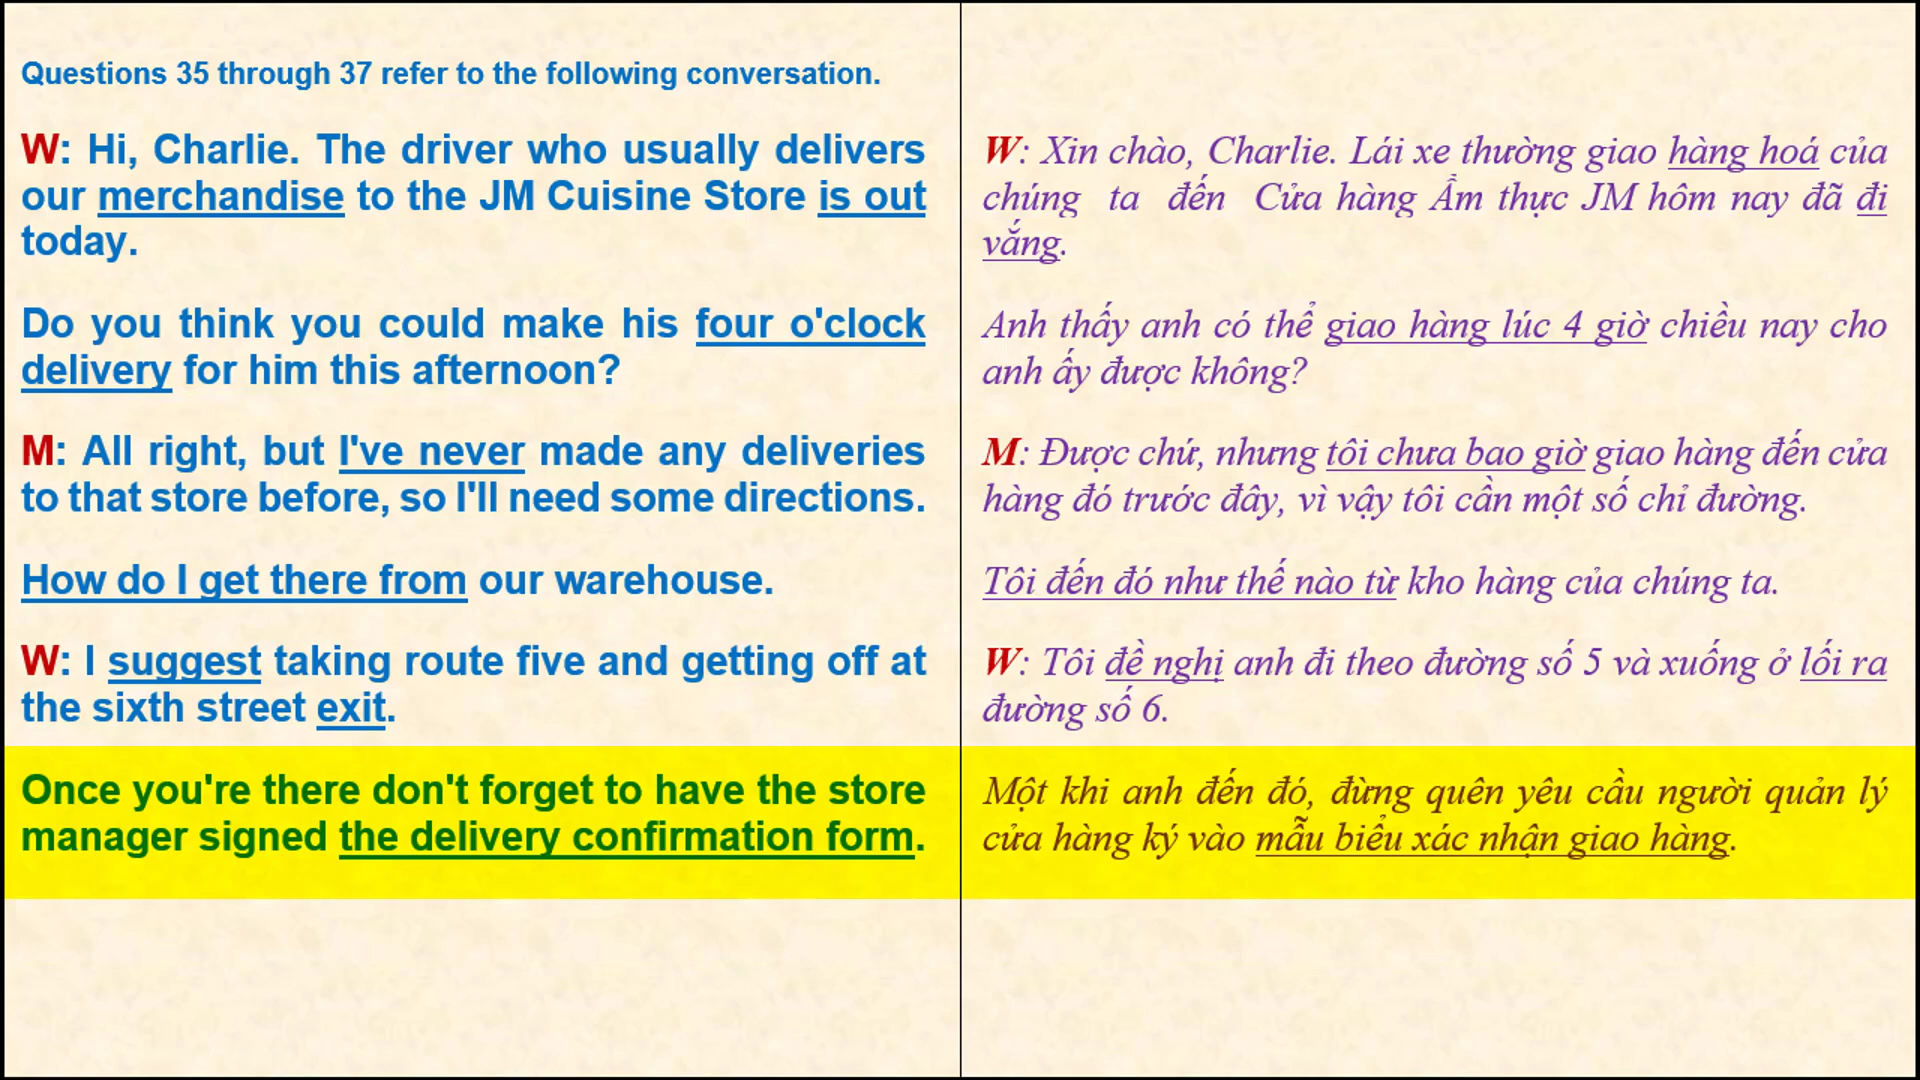 Questions 35 through 37 refer to the following conversation.
W: Hi, Charlie. The driver who usually delivers
our merchandise to the JM Cuisine Store is out
today.
Do you think you could make his four o'clock
delivery for him this afternoon?
M: All right, but I've never made any deliveries
to that store before, so I'll need some directions.
How do I get there from our warehouse.
W: I suggest taking route five and getting off at
the sixth street exit.
Once you're there don't forget to have the store
manager signed the delivery confirmation form.
W: Xin chào, Charlie. Lái xe thường giao hàng hoá của
chúng ta đến Cửa hàng Ẩm thực JM hôm nay đã đi
vắng.
Anh thấy anh có thể giao hàng lúc 4 giờ chiều nay cho
anh ấy được không?
M: Được chứ, nhưng tôi chưa bao giờ giao hàng đến cửa
hàng đó trước đây, vì vậy tôi cần một số chỉ đường.
Tôi đến đó như thế nào từ kho hàng của chúng ta.
W: Tôi đề nghị anh đi theo đường số 5 và xuống ở lối ra
đường số 6.
Một khi anh đến đó, đừng quên yêu cầu người quản lý
cửa hàng ký vào mẫu biểu xác nhận giao hàng.